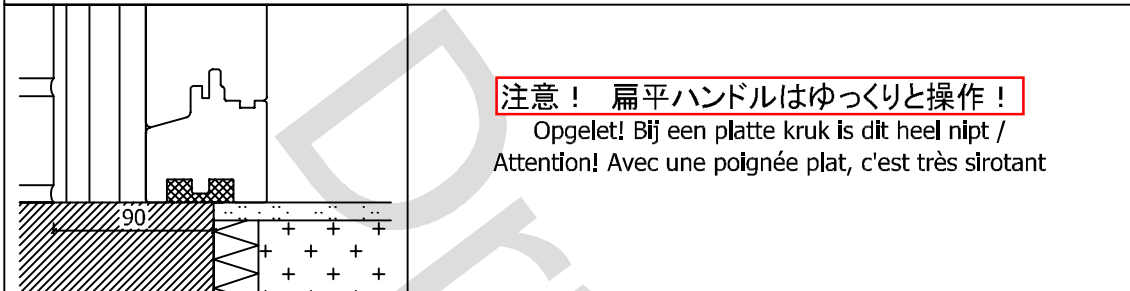 注意！　扁平ハンドルはゆっくりと操作！
Opgelet! Bij een platte kruk is dit heel nipt /
Attention! Avec une poignée plat, c'est très sirotant
90